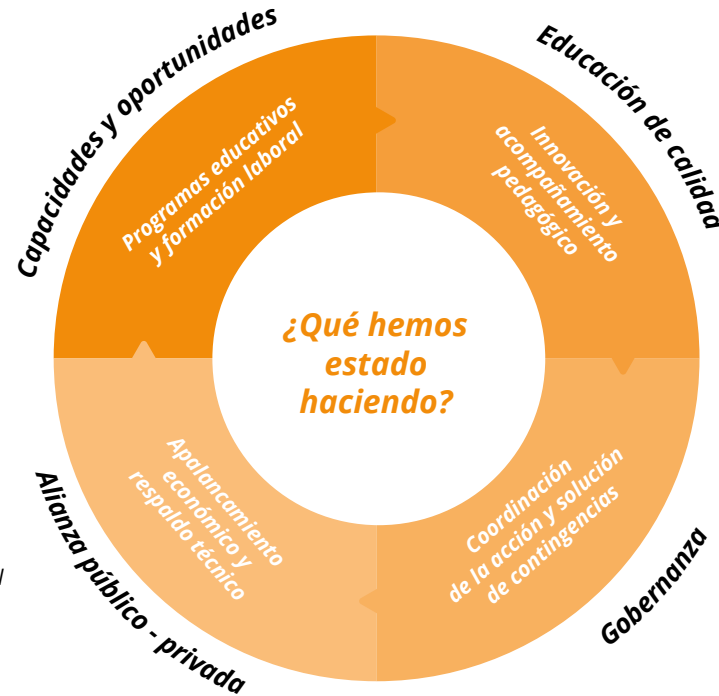 Capacidades y oportunidades
Programas educativos
y formación laboral
Educación de calidad
Innovación y
acompañamiento
pedagógico
¿Qué hemos
estado
haciendo?
Gobernanza
Coordinación
de la acción y solución
de contingencias
Alianza público - privada
Apalancamiento
económico y
respaldo técnico